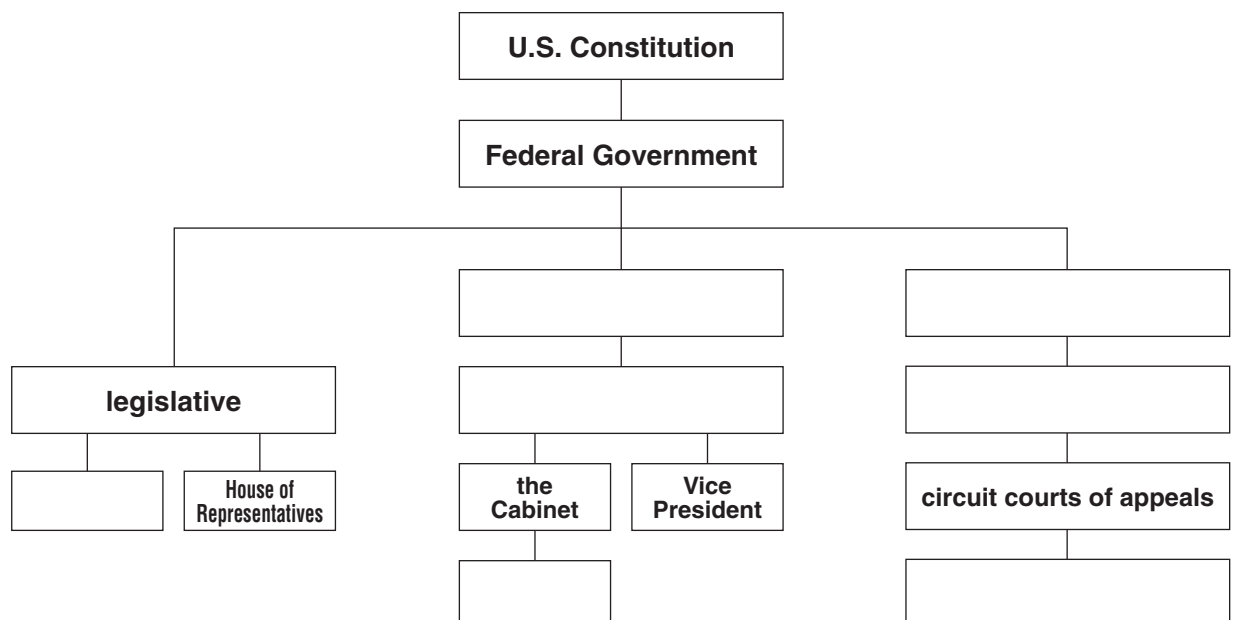 U.S. Constitution
Federal Government
legislative
House of
Representatives
the
Cabinet
Vice
President
circuit courts of appeals